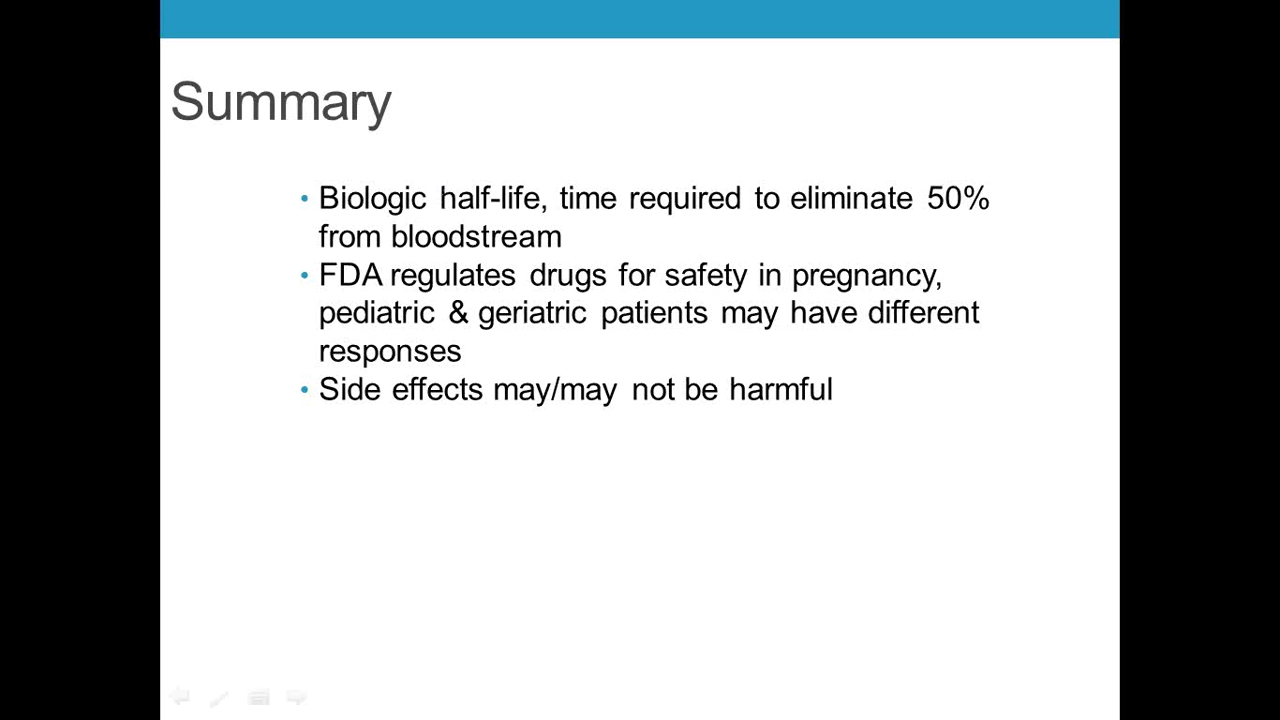 Summary
• Biologic half-life, time required to eliminate 50%
from bloodstream
• FDA regulates drugs for safety in pregnancy,
pediatric & geriatric patients may have different
responses
• Side effects may/may not be harmful